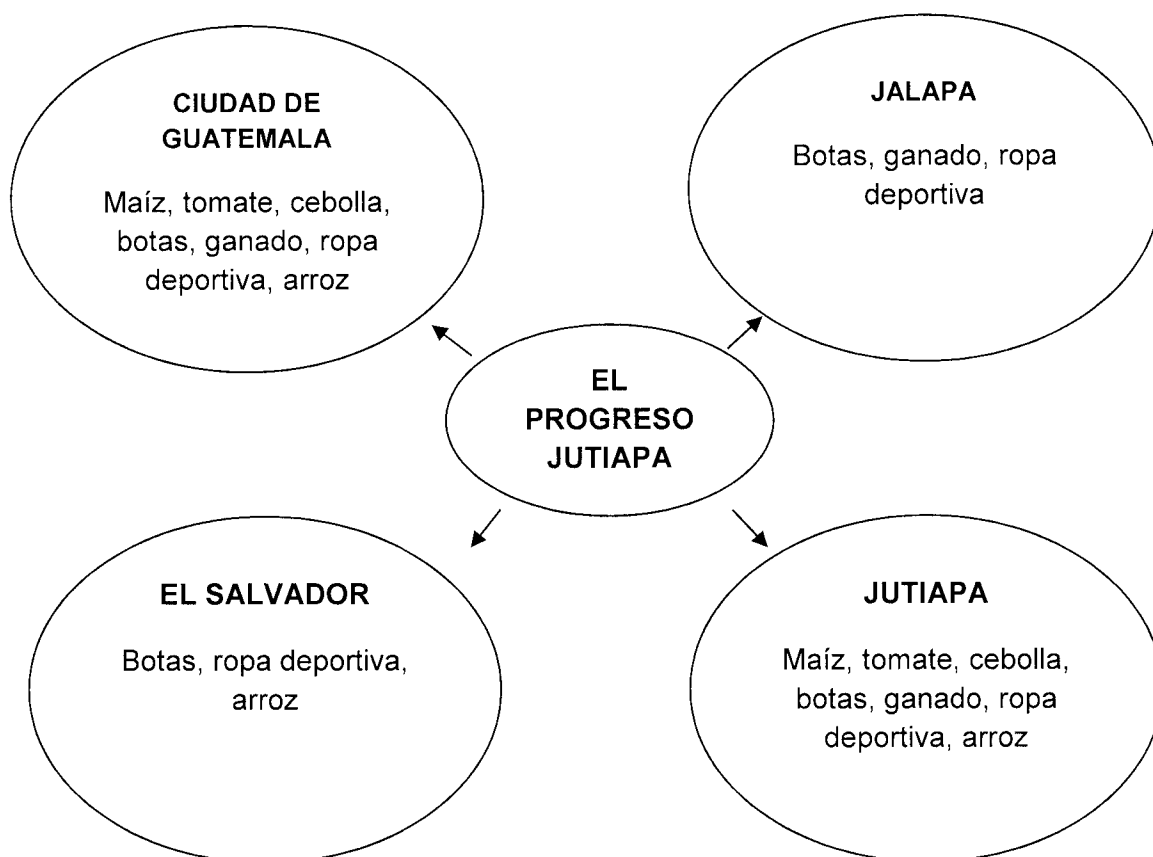 CIUDAD DE
GUATEMALA
Maíz, tomate, cebolla,
botas, ganado, ropa
deportiva, arroz
JALAPA
Botas, ganado, ropa
deportiva
EL
PROGRESO
JUTIAPA
EL SALVADOR
Botas, ropa deportiva,
arroz
JUTIAPA
Maíz, tomate, cebolla,
botas, ganado, ropa
deportiva, arroz